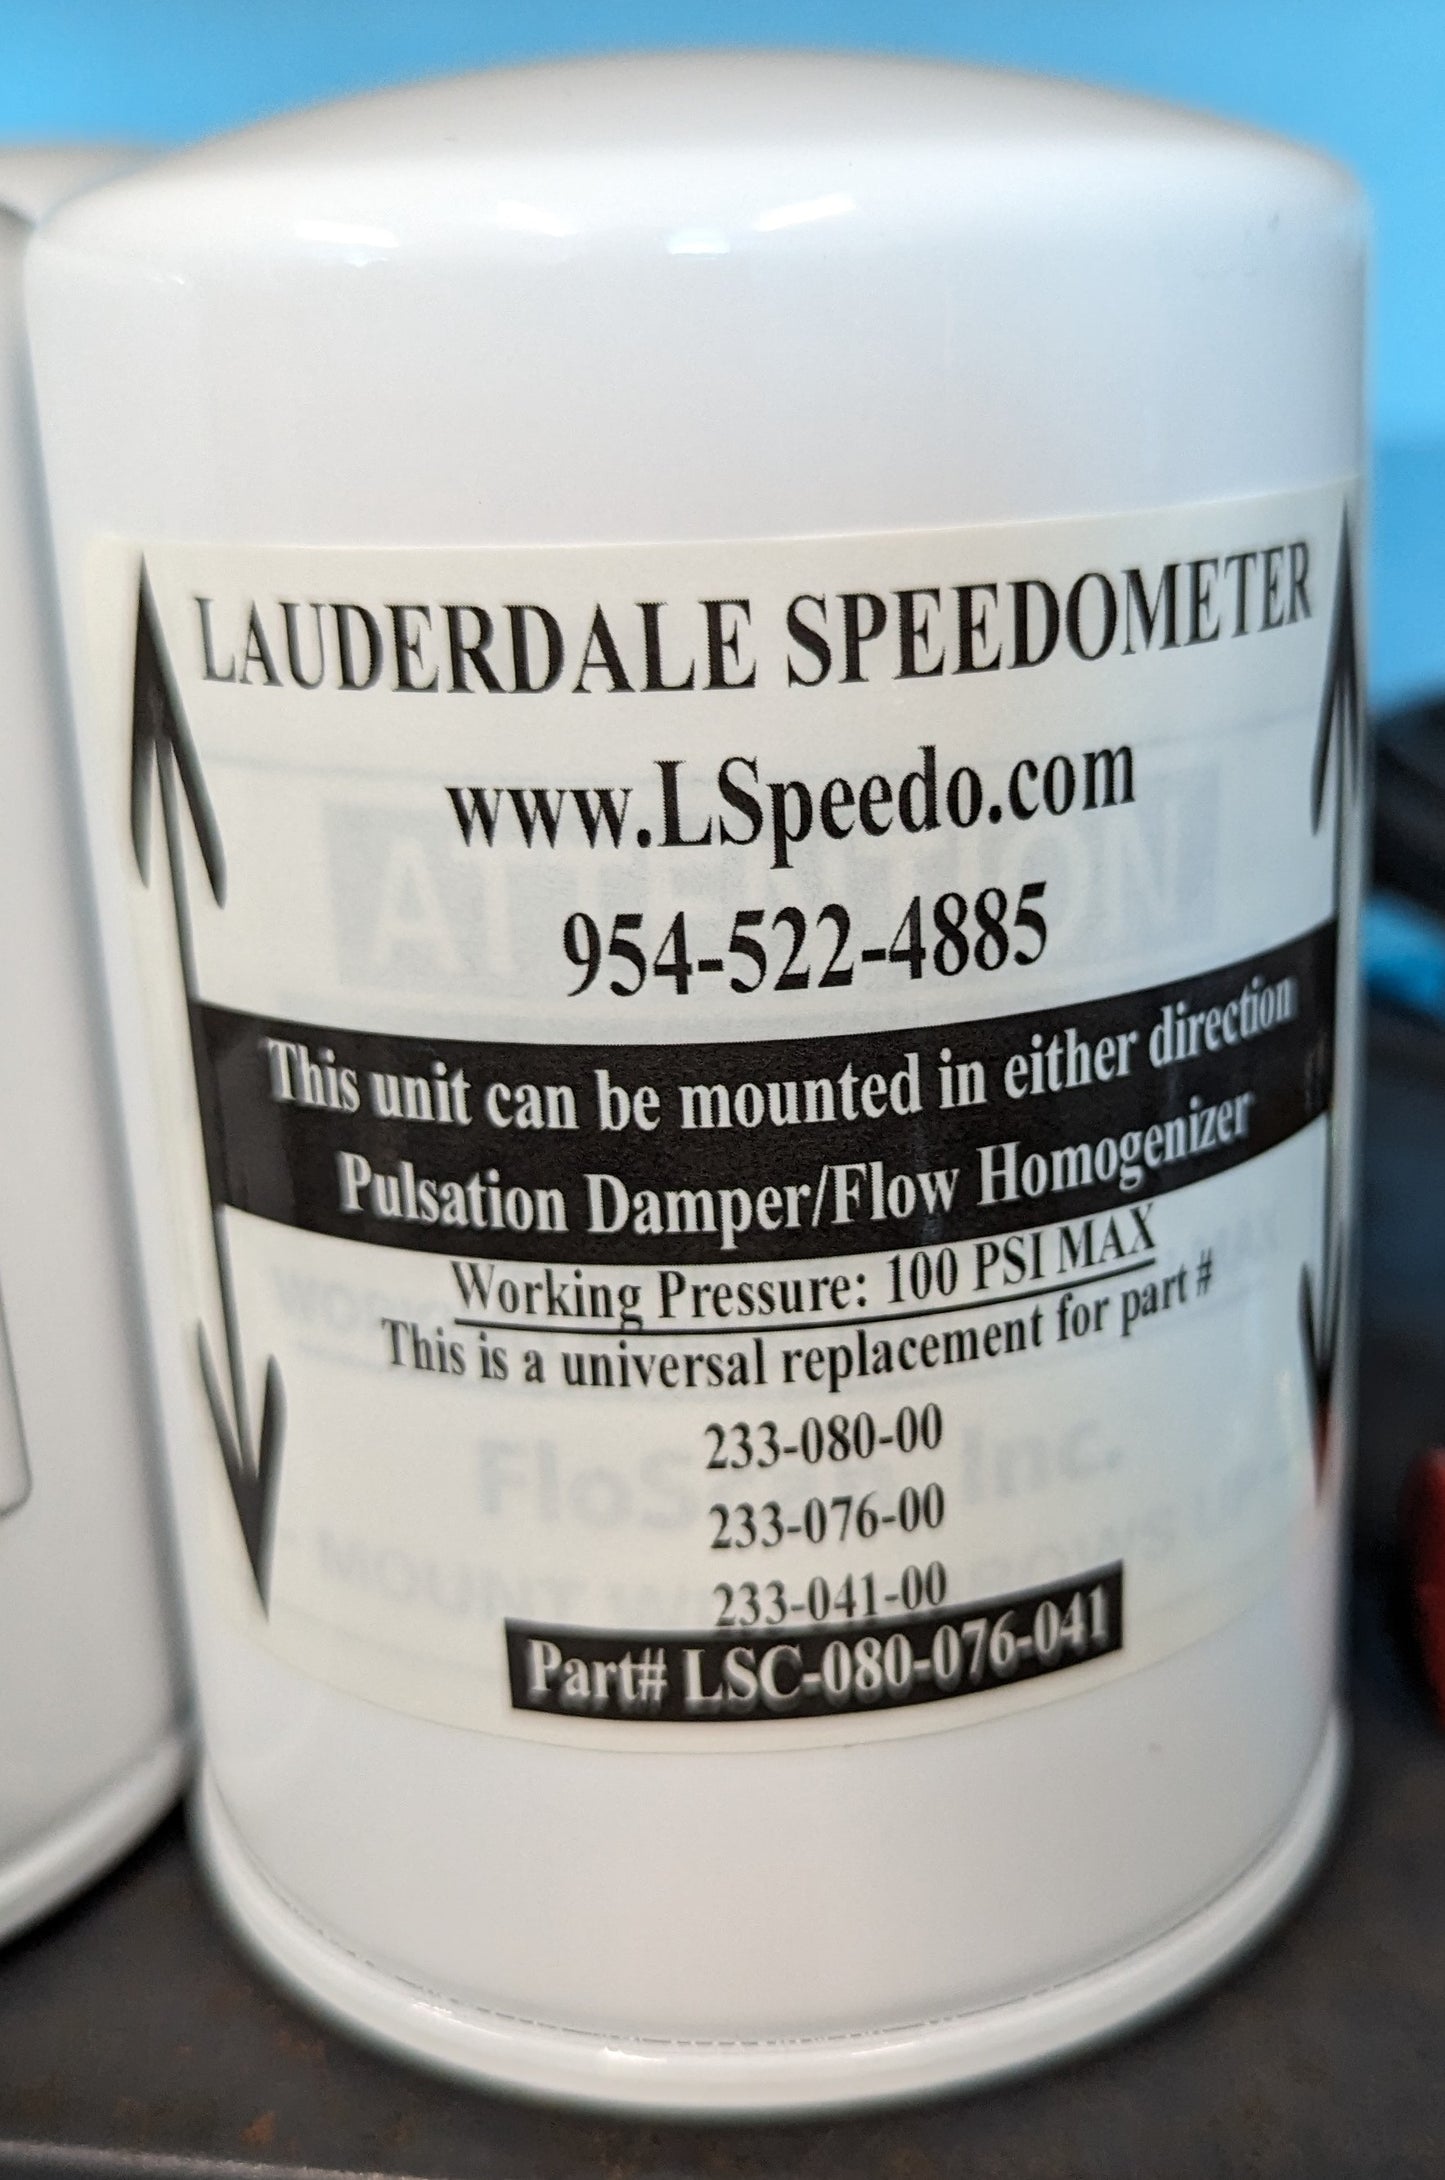 LAUDERDALE SPEEDOMETER
www.LSpeedo.com
954-522-4885
ATTENTION
This unit can be mounted in either direction
Pulsation Damper/Flow Homogenizer
Working Pressure: 100 PSI MAX
This is a universal replacement for part #
233-080-00
233-076-00
233-041-00
Part# LSC-080-076-041